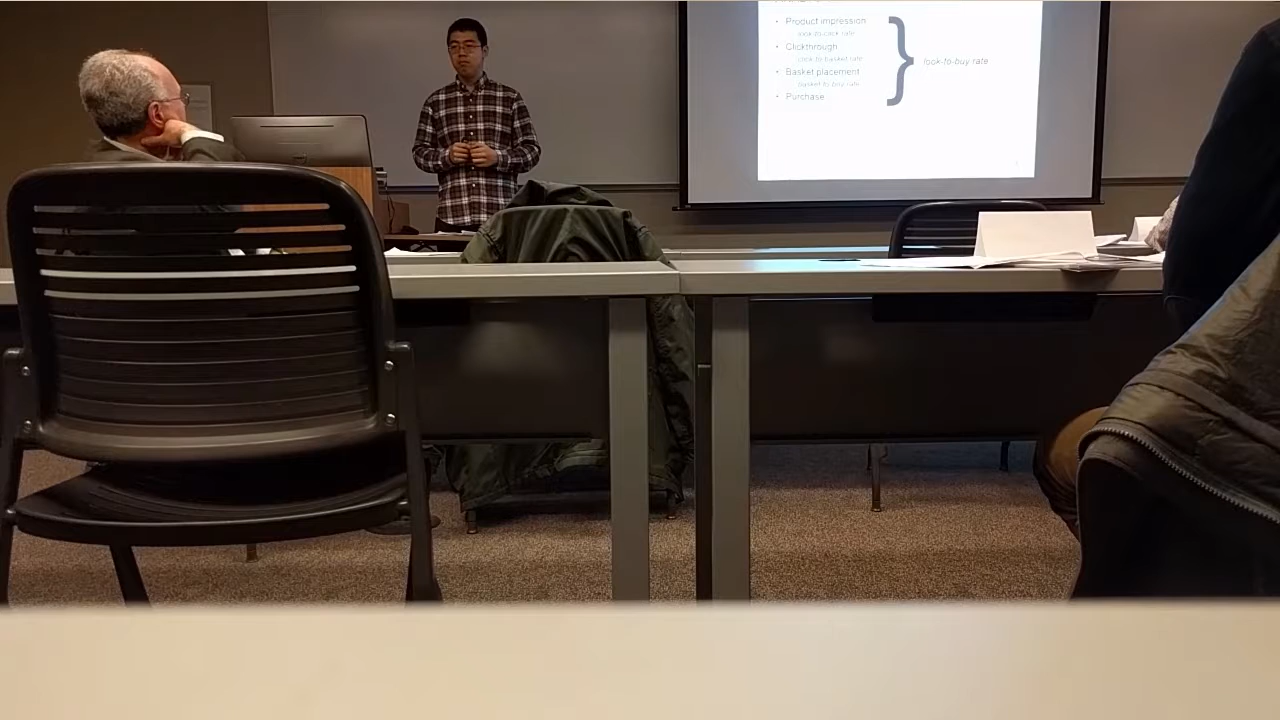 • Product impression
look-to-click rate
• Clickthrough
click-to-basket rate
• Basket placement
basket-to-buy rate
• Purchase
look-to-buy rate